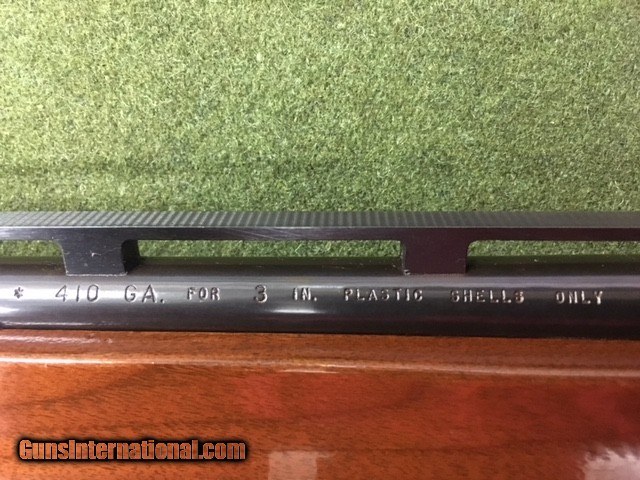 * 410 GA. FOR 3 IN. PLASTIC SHELLS ONLY
GunsInternational.com